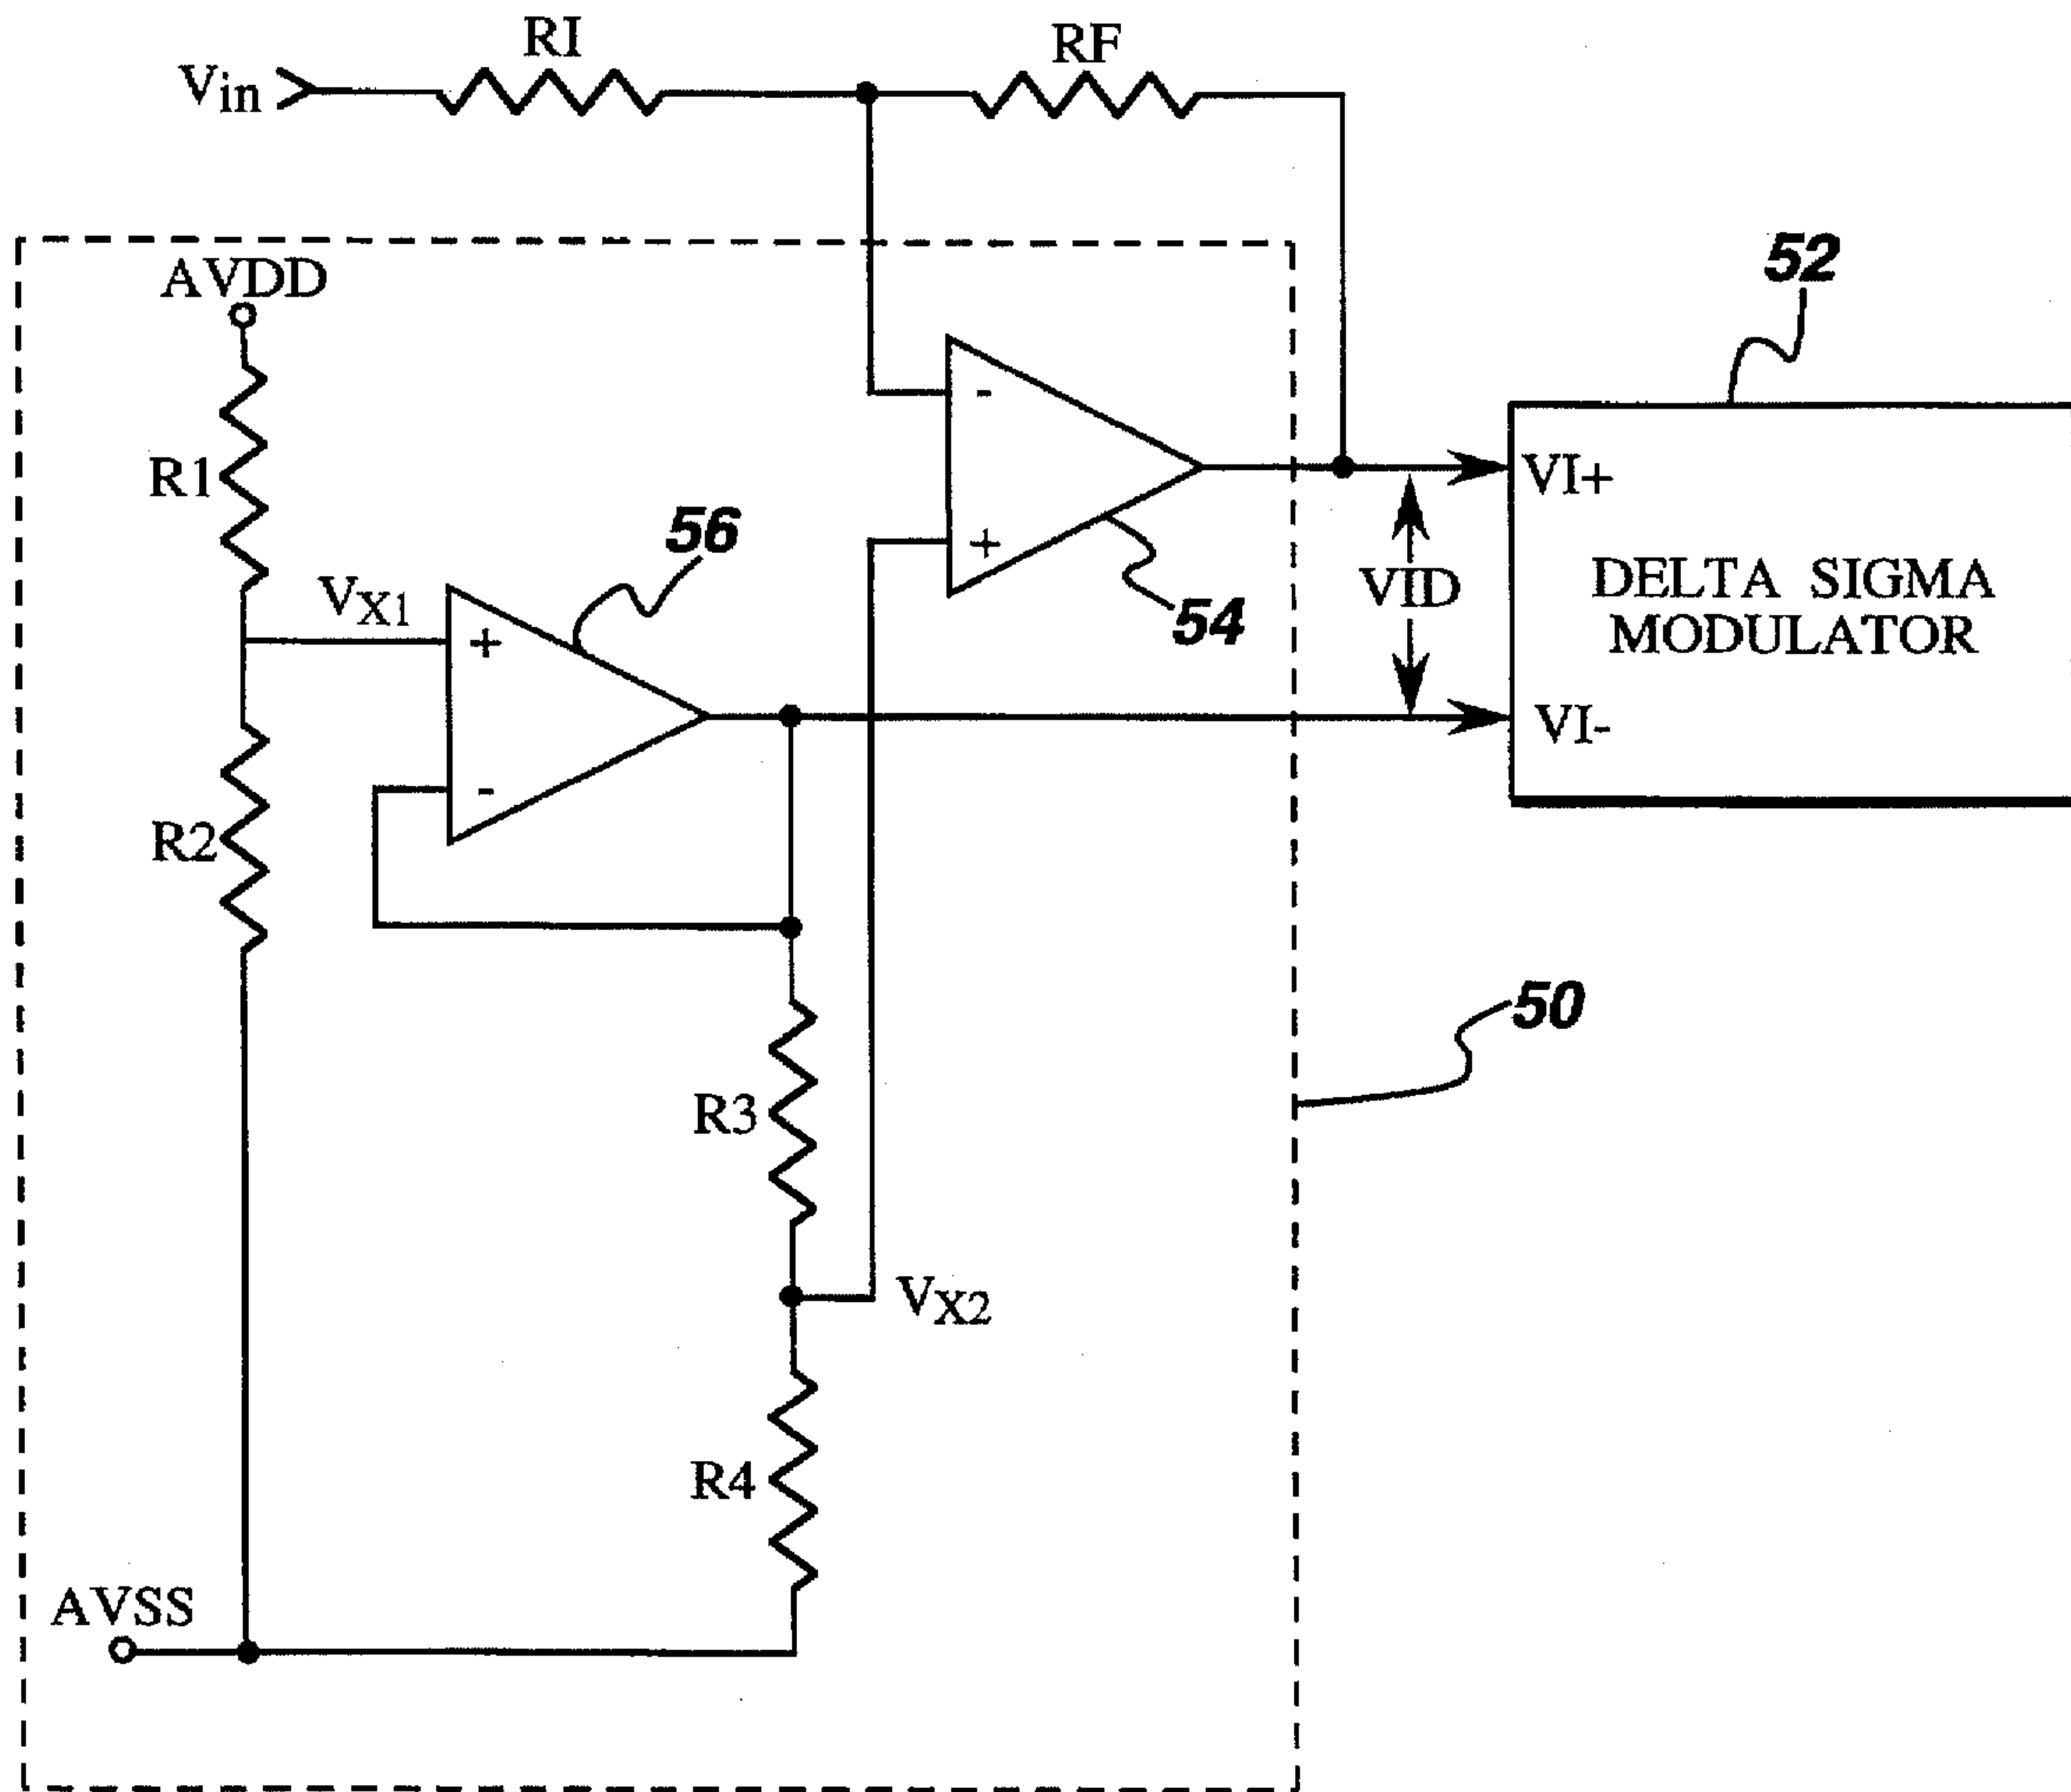 RI
RF
Vin
AVDD
52
R1
56
VX1
+
-
-
+
54
VI+
VID
DELTA SIGMA
MODULATOR
VI-
R2
50
R3
VX2
R4
AVSS